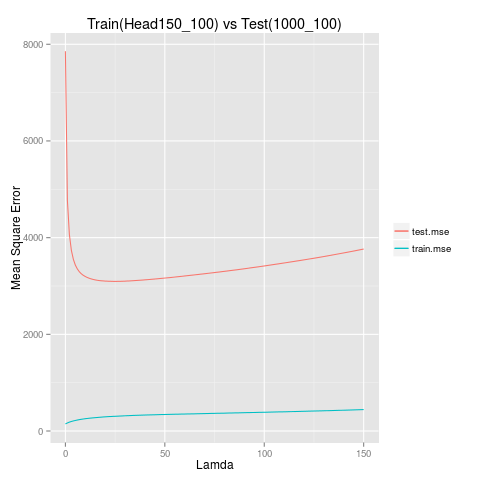 Train(Head150_100) vs Test(1000_100)
8000
6000
4000
2000
0
Mean Square Error
0 50 100 150
Lamda
test.mse
train.mse